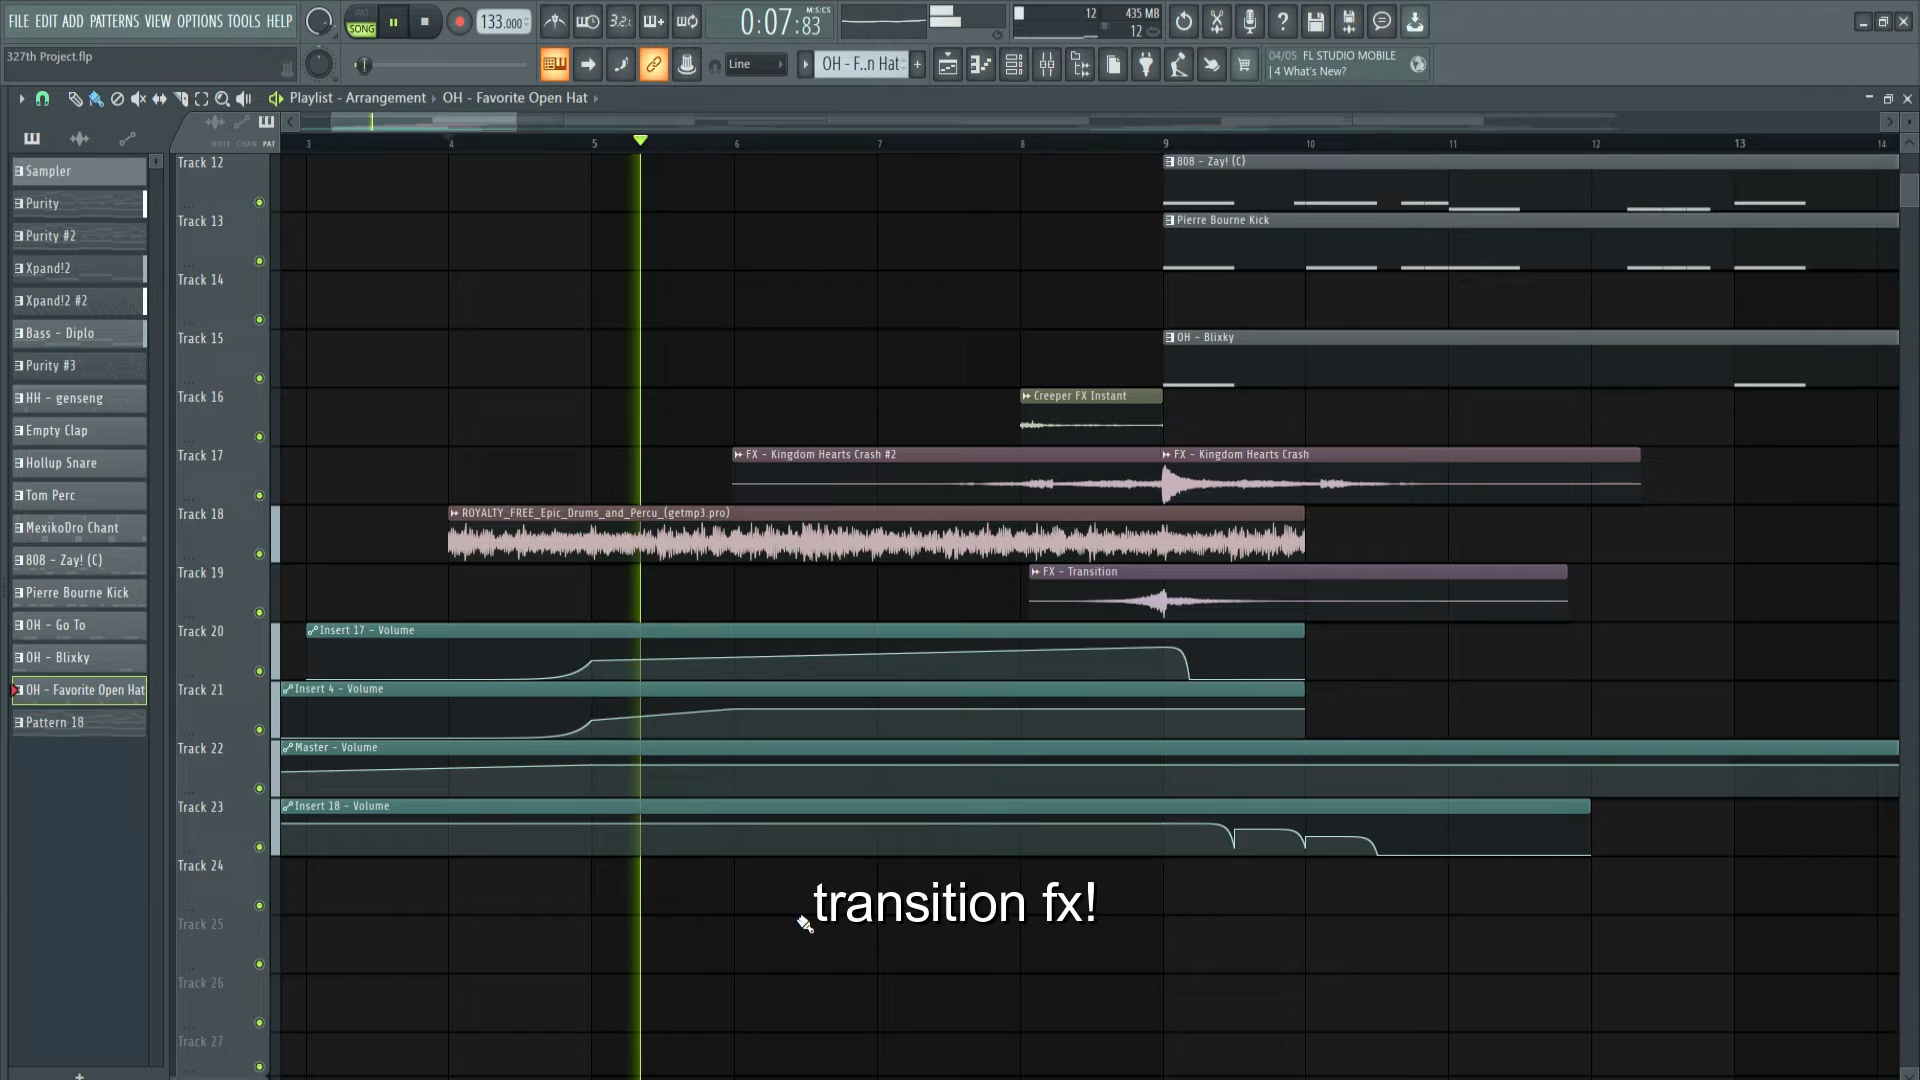 FILE EDIT ADD PATTERNS VIEW OPTIONS TOOLS HELP
PAT
SONG
133.000
3.2.
0:07:83
M:S:CS
12
435 MB
12
327th Project.flp
Line
OH - F..n Hat
04/05 FL STUDIO MOBILE
| 4 What's New?
Playlist - Arrangement
OH - Favorite Open Hat
NOTE CHAN PAT
3 4 5 6 7 8 9 10 11 12 13 14
Sampler
Purity
Purity #2
Xpand!2
Xpand!2 #2
Bass - Diplo
Purity #3
HH - genseng
Empty Clap
Hollup Snare
Tom Perc
MexikoDro Chant
808 - Zay! (C)
Pierre Bourne Kick
OH - Go To
OH - Blixky
OH - Favorite Open Hat
Pattern 18
+
Track 12
808 - Zay! (C)
Track 13
Pierre Bourne Kick
Track 14
Track 15
OH - Blixky
Track 16
Creeper FX Instant
Track 17
FX - Kingdom Hearts Crash #2
FX - Kingdom Hearts Crash
Track 18
ROYALTY_FREE_Epic_Drums_and_Percu_(getmp3.pro)
Track 19
FX - Transition
Track 20
Insert 17 - Volume
Track 21
Insert 4 - Volume
Track 22
Master - Volume
Track 23
Insert 18 - Volume
Track 24
Track 25
Track 26
Track 27
transition fx!